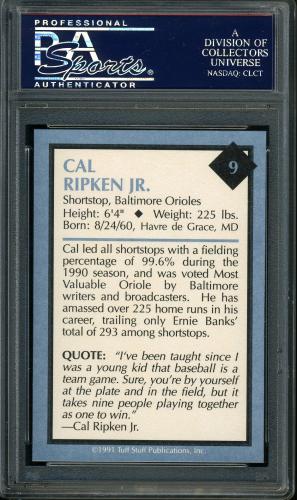 PROFESSIONAL
PSA
Sports
AUTHENTICATOR
A
DIVISION OF
COLLECTORS
UNIVERSE
NASDAQ: CLCT
9
CAL
RIPKEN JR.
Shortstop, Baltimore Orioles
Height: 6'4" ◆ Weight: 225 lbs.
Born: 8/24/60, Havre de Grace, MD
Cal led all shortstops with a fielding
percentage of 99.6% during the
1990 season, and was voted Most
Valuable Oriole by Baltimore
writers and broadcasters. He has
amassed over 225 home runs in his
career, trailing only Ernie Banks'
total of 293 among shortstops.
QUOTE: "I've been taught since I
was a young kid that baseball is a
team game. Sure, you're by yourself
at the plate and in the field, but it
takes nine people playing together
as one to win."
—Cal Ripken Jr.
©1991 Tuff Stuff Publications, Inc.